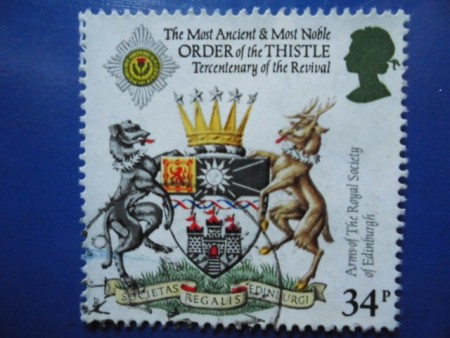 The Most Ancient & Most Noble
ORDER of the THISTLE
Tercentenary of the Revival
Arms of The Royal Society
of Edinburgh
SOCIETAS REGALIS EDINBURGI
34P